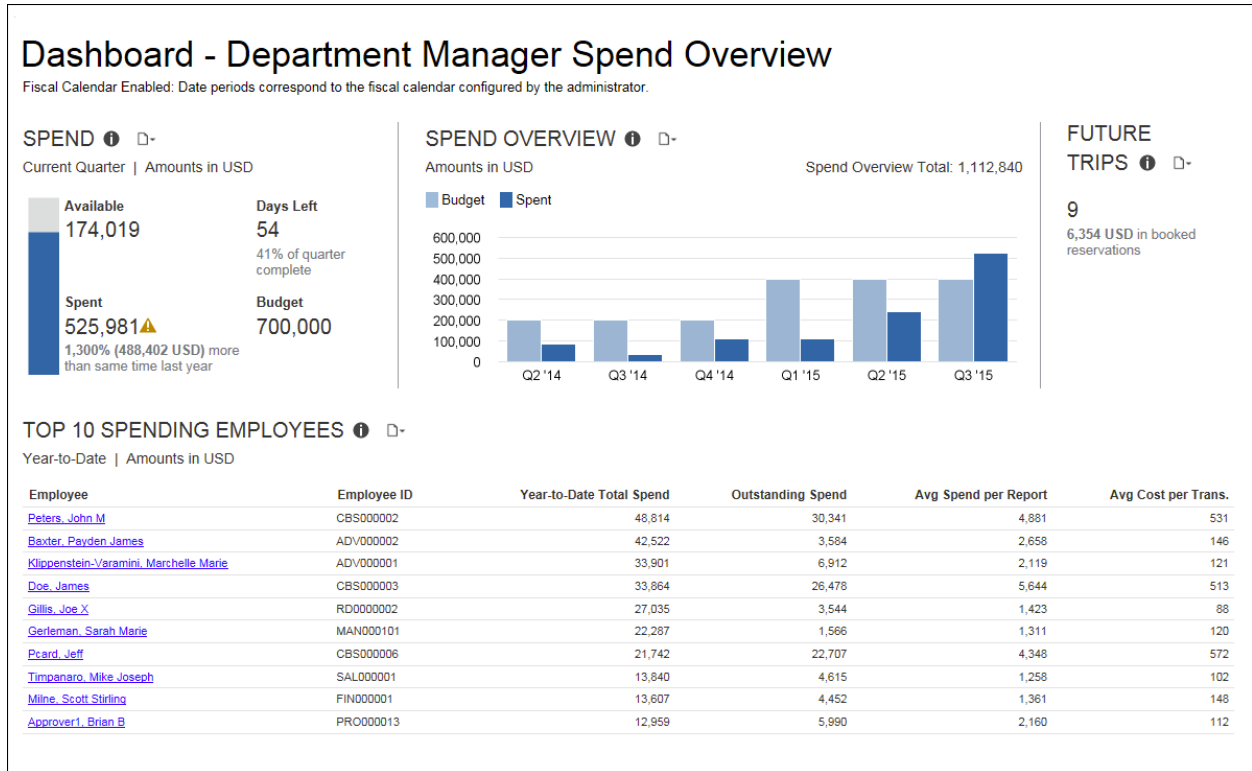 Dashboard - Department Manager Spend Overview
Fiscal Calendar Enabled: Date periods correspond to the fiscal calendar configured by the administrator.
SPEND
Current Quarter | Amounts in USD
Available
174,019
Days Left
54
41% of quarter
complete
Spent
525,981
1,300% (488,402 USD) more
than same time last year
Budget
700,000
SPEND OVERVIEW
Amounts in USD
Spend Overview Total: 1,112,840
Budget Spent
600,000
500,000
400,000
300,000
200,000
100,000
0
Q2 '14 Q3 '14 Q4 '14 Q1 '15 Q2 '15 Q3 '15
FUTURE
TRIPS
9
6,354 USD in booked
reservations
TOP 10 SPENDING EMPLOYEES
Year-to-Date | Amounts in USD
Employee Employee ID Year-to-Date Total Spend Outstanding Spend Avg Spend per Report Avg Cost per Trans.
Peters, John M CBS000002 48,814 30,341 4,881 531
Baxter, Payden James ADV000002 42,522 3,584 2,658 146
Klippenstein-Varamini, Marchelle Marie ADV000001 33,901 6,912 2,119 121
Doe, James CBS000003 33,864 26,478 5,644 513
Gillis, Joe X RD0000002 27,035 3,544 1,423 88
Gerleman, Sarah Marie MAN000101 22,287 1,566 1,311 120
Pcard, Jeff CBS000006 21,742 22,707 4,348 572
Timpanaro, Mike Joseph SAL000001 13,840 4,615 1,258 102
Milne, Scott Stirling FIN000001 13,607 4,452 1,361 148
Approver1, Brian B PRO000013 12,959 5,990 2,160 112